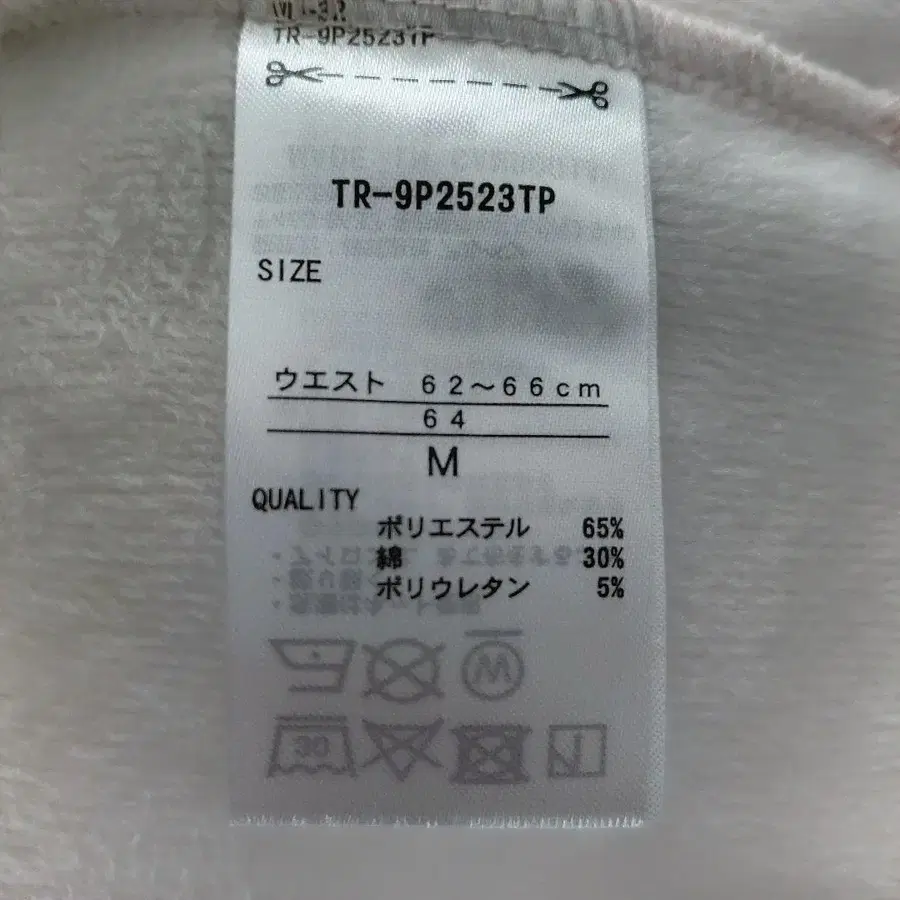 TR-9P2523TP
TR-9P2523TP
SIZE
ウエスト 62～66cm
64
M
QUALITY
ポリエステル 65%
綿 30%
ポリウレタン 5%
W
30